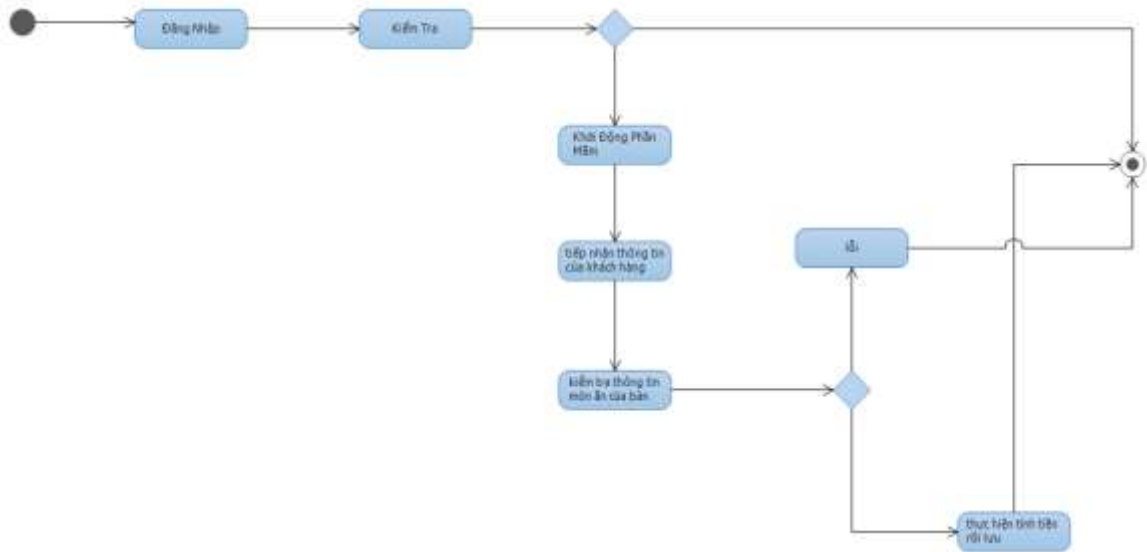 Đăng Nhập
Kiểm Tra
Khởi Động Phần
Mềm
tiếp nhận thông tin
của khách hàng
lỗi
kiểm tra thông tin
món ăn của bàn
thực hiện tính tiền
rồi lưu